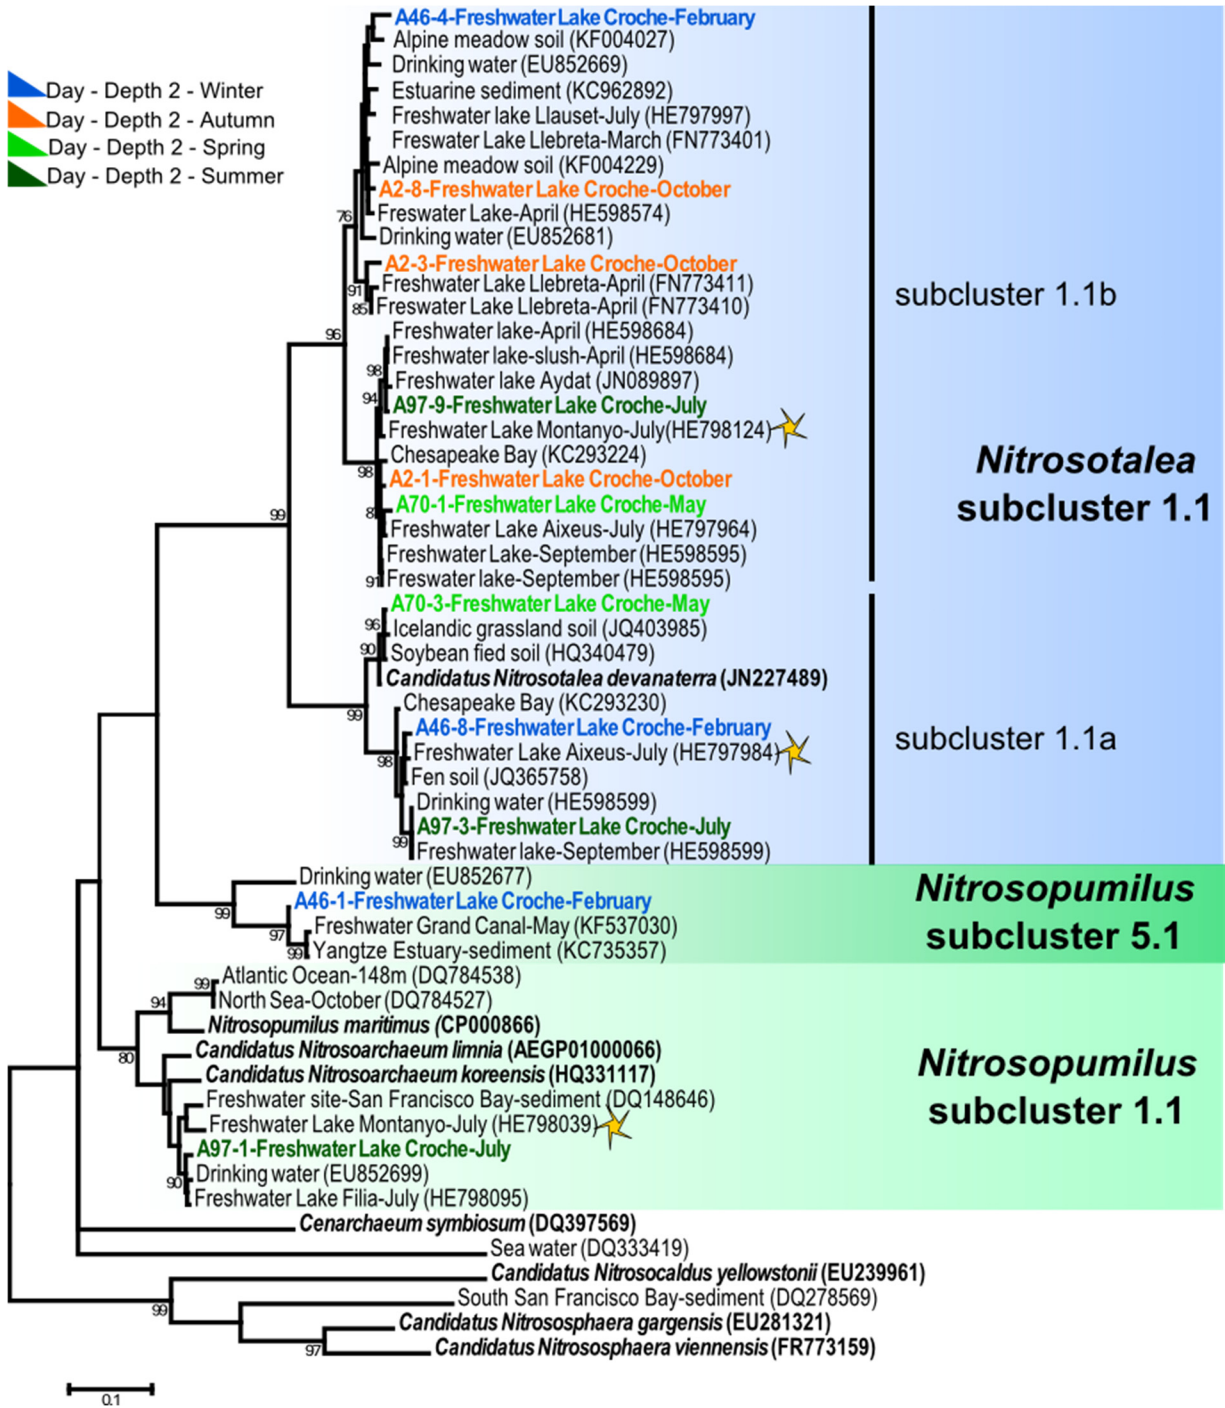 Day - Depth 2 - Winter
Day - Depth 2 - Autumn
Day - Depth 2 - Spring
Day - Depth 2 - Summer
A46-4-Freshwater Lake Croche-February
Alpine meadow soil (KF004027)
Drinking water (EU852669)
Estuarine sediment (KC962892)
Freshwater lake Llauset-July (HE797997)
Freswater Lake Llebreta-March (FN773401)
Alpine meadow soil (KF004229)
A2-8-Freshwater Lake Croche-October
76
Freswater Lake-April (HE598574)
Drinking water (EU852681)
A2-3-Freshwater Lake Croche-October
91
Freshwater Lake Llebreta-April (FN773411)
85
Freswater Lake Llebreta-April (FN773410)
subcluster 1.1b
96
Freshwater lake-April (HE598684)
Freshwater lake-slush-April (HE598684)
98
Freshwater lake Aydat (JN089897)
94
A97-9-Freshwater Lake Croche-July
Freshwater Lake Montanyo-July(HE798124)
Chesapeake Bay (KC293224)
98
A2-1-Freshwater Lake Croche-October
Nitrosotalea
subcluster 1.1
A70-1-Freshwater Lake Croche-May
99
8
Freshwater Lake Aixeus-July (HE797964)
Freshwater Lake-September (HE598595)
91
Freswater lake-September (HE598595)
A70-3-Freshwater Lake Croche-May
96
Icelandic grassland soil (JQ403985)
90
Soybean fied soil (HQ340479)
Candidatus Nitrosotalea devanaterra (JN227489)
99
Chesapeake Bay (KC293230)
A46-8-Freshwater Lake Croche-February
subcluster 1.1a
98
Freshwater Lake Aixeus-July (HE797984)
Fen soil (JQ365758)
Drinking water (HE598599)
A97-3-Freshwater Lake Croche-July
99
Freshwater lake-September (HE598599)
Drinking water (EU852677)
Nitrosopumilus
subcluster 5.1
99
A46-1-Freshwater Lake Croche-February
97
Freshwater Grand Canal-May (KF537030)
99
Yangtze Estuary-sediment (KC735357)
99
Atlantic Ocean-148m (DQ784538)
94
North Sea-October (DQ784527)
Nitrosopumilus maritimus (CP000866)
80
Candidatus Nitrosoarchaeum limnia (AEGP01000066)
Candidatus Nitrosoarchaeum koreensis (HQ331117)
Nitrosopumilus
subcluster 1.1
Freshwater site-San Francisco Bay-sediment (DQ148646)
Freshwater Lake Montanyo-July (HE798039)
A97-1-Freshwater Lake Croche-July
90
Drinking water (EU852699)
Freshwater Lake Filia-July (HE798095)
Cenarchaeum symbiosum (DQ397569)
Sea water (DQ333419)
Candidatus Nitrosocaldus yellowstonii (EU239961)
99
South San Francisco Bay-sediment (DQ278569)
Candidatus Nitrososphaera gargensis (EU281321)
97
Candidatus Nitrososphaera viennensis (FR773159)
0.1